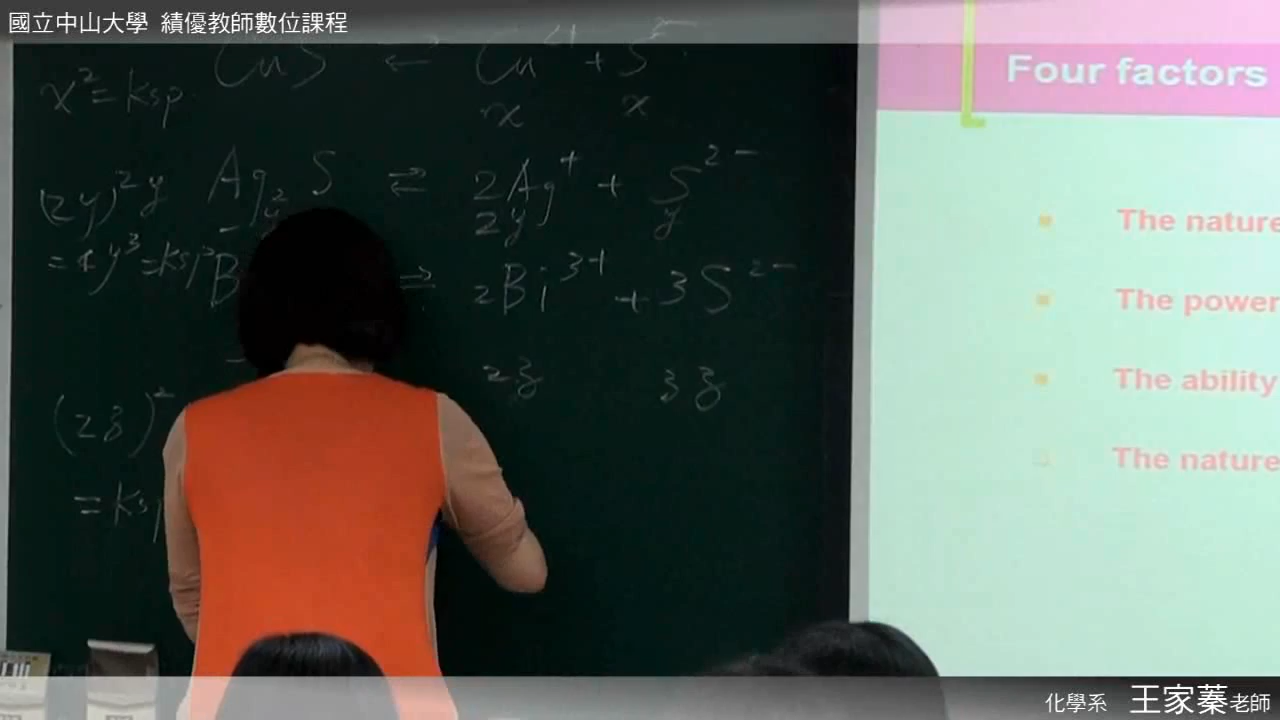 國立中山大學 績優教師數位課程
CuS ⇌ Cu²⁺ + S²⁻
x² = Ksp
x x
(2y)²y Ag₂S ⇌ 2Ag⁺ + S²⁻
-y 2y y
= 4y³ = Ksp
B ⇌ 2Bi³⁺ + 3S²⁻
2z 3z
(2z)²
= Ksp
Four factors
The nature
The power
The ability
The nature
化學系 王家蓁老師